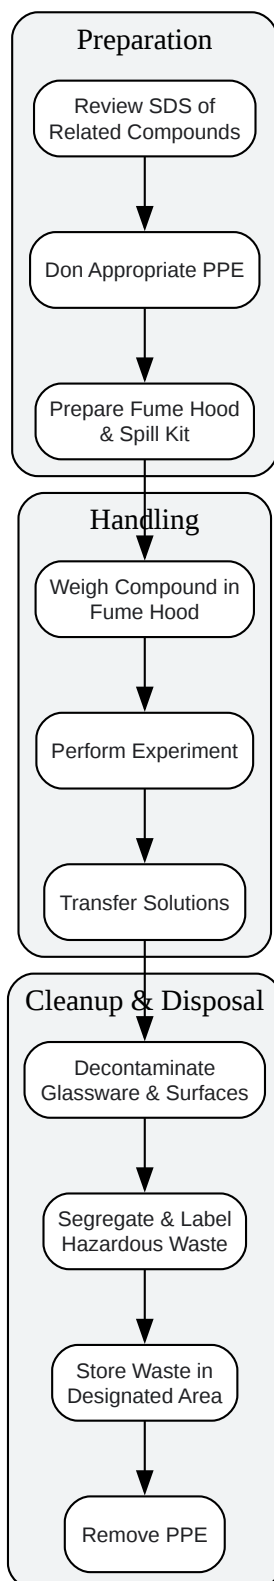 Preparation
Review SDS of
Related Compounds
Don Appropriate PPE
Prepare Fume Hood
& Spill Kit
Handling
Weigh Compound in
Fume Hood
Perform Experiment
Transfer Solutions
Cleanup & Disposal
Decontaminate
Glassware & Surfaces
Segregate & Label
Hazardous Waste
Store Waste in
Designated Area
Remove PPE